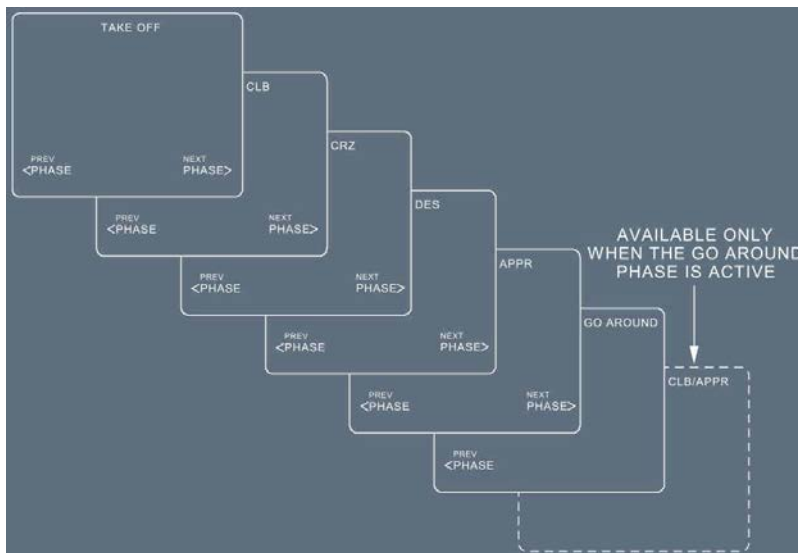 TAKE OFF
PREV
<PHASE
NEXT
PHASE>
CLB
PREV
<PHASE
NEXT
PHASE>
CRZ
PREV
<PHASE
NEXT
PHASE>
DES
PREV
<PHASE
NEXT
PHASE>
APPR
PREV
<PHASE
NEXT
PHASE>
GO AROUND
PREV
<PHASE
AVAILABLE ONLY
WHEN THE GO AROUND
PHASE IS ACTIVE
CLB/APPR